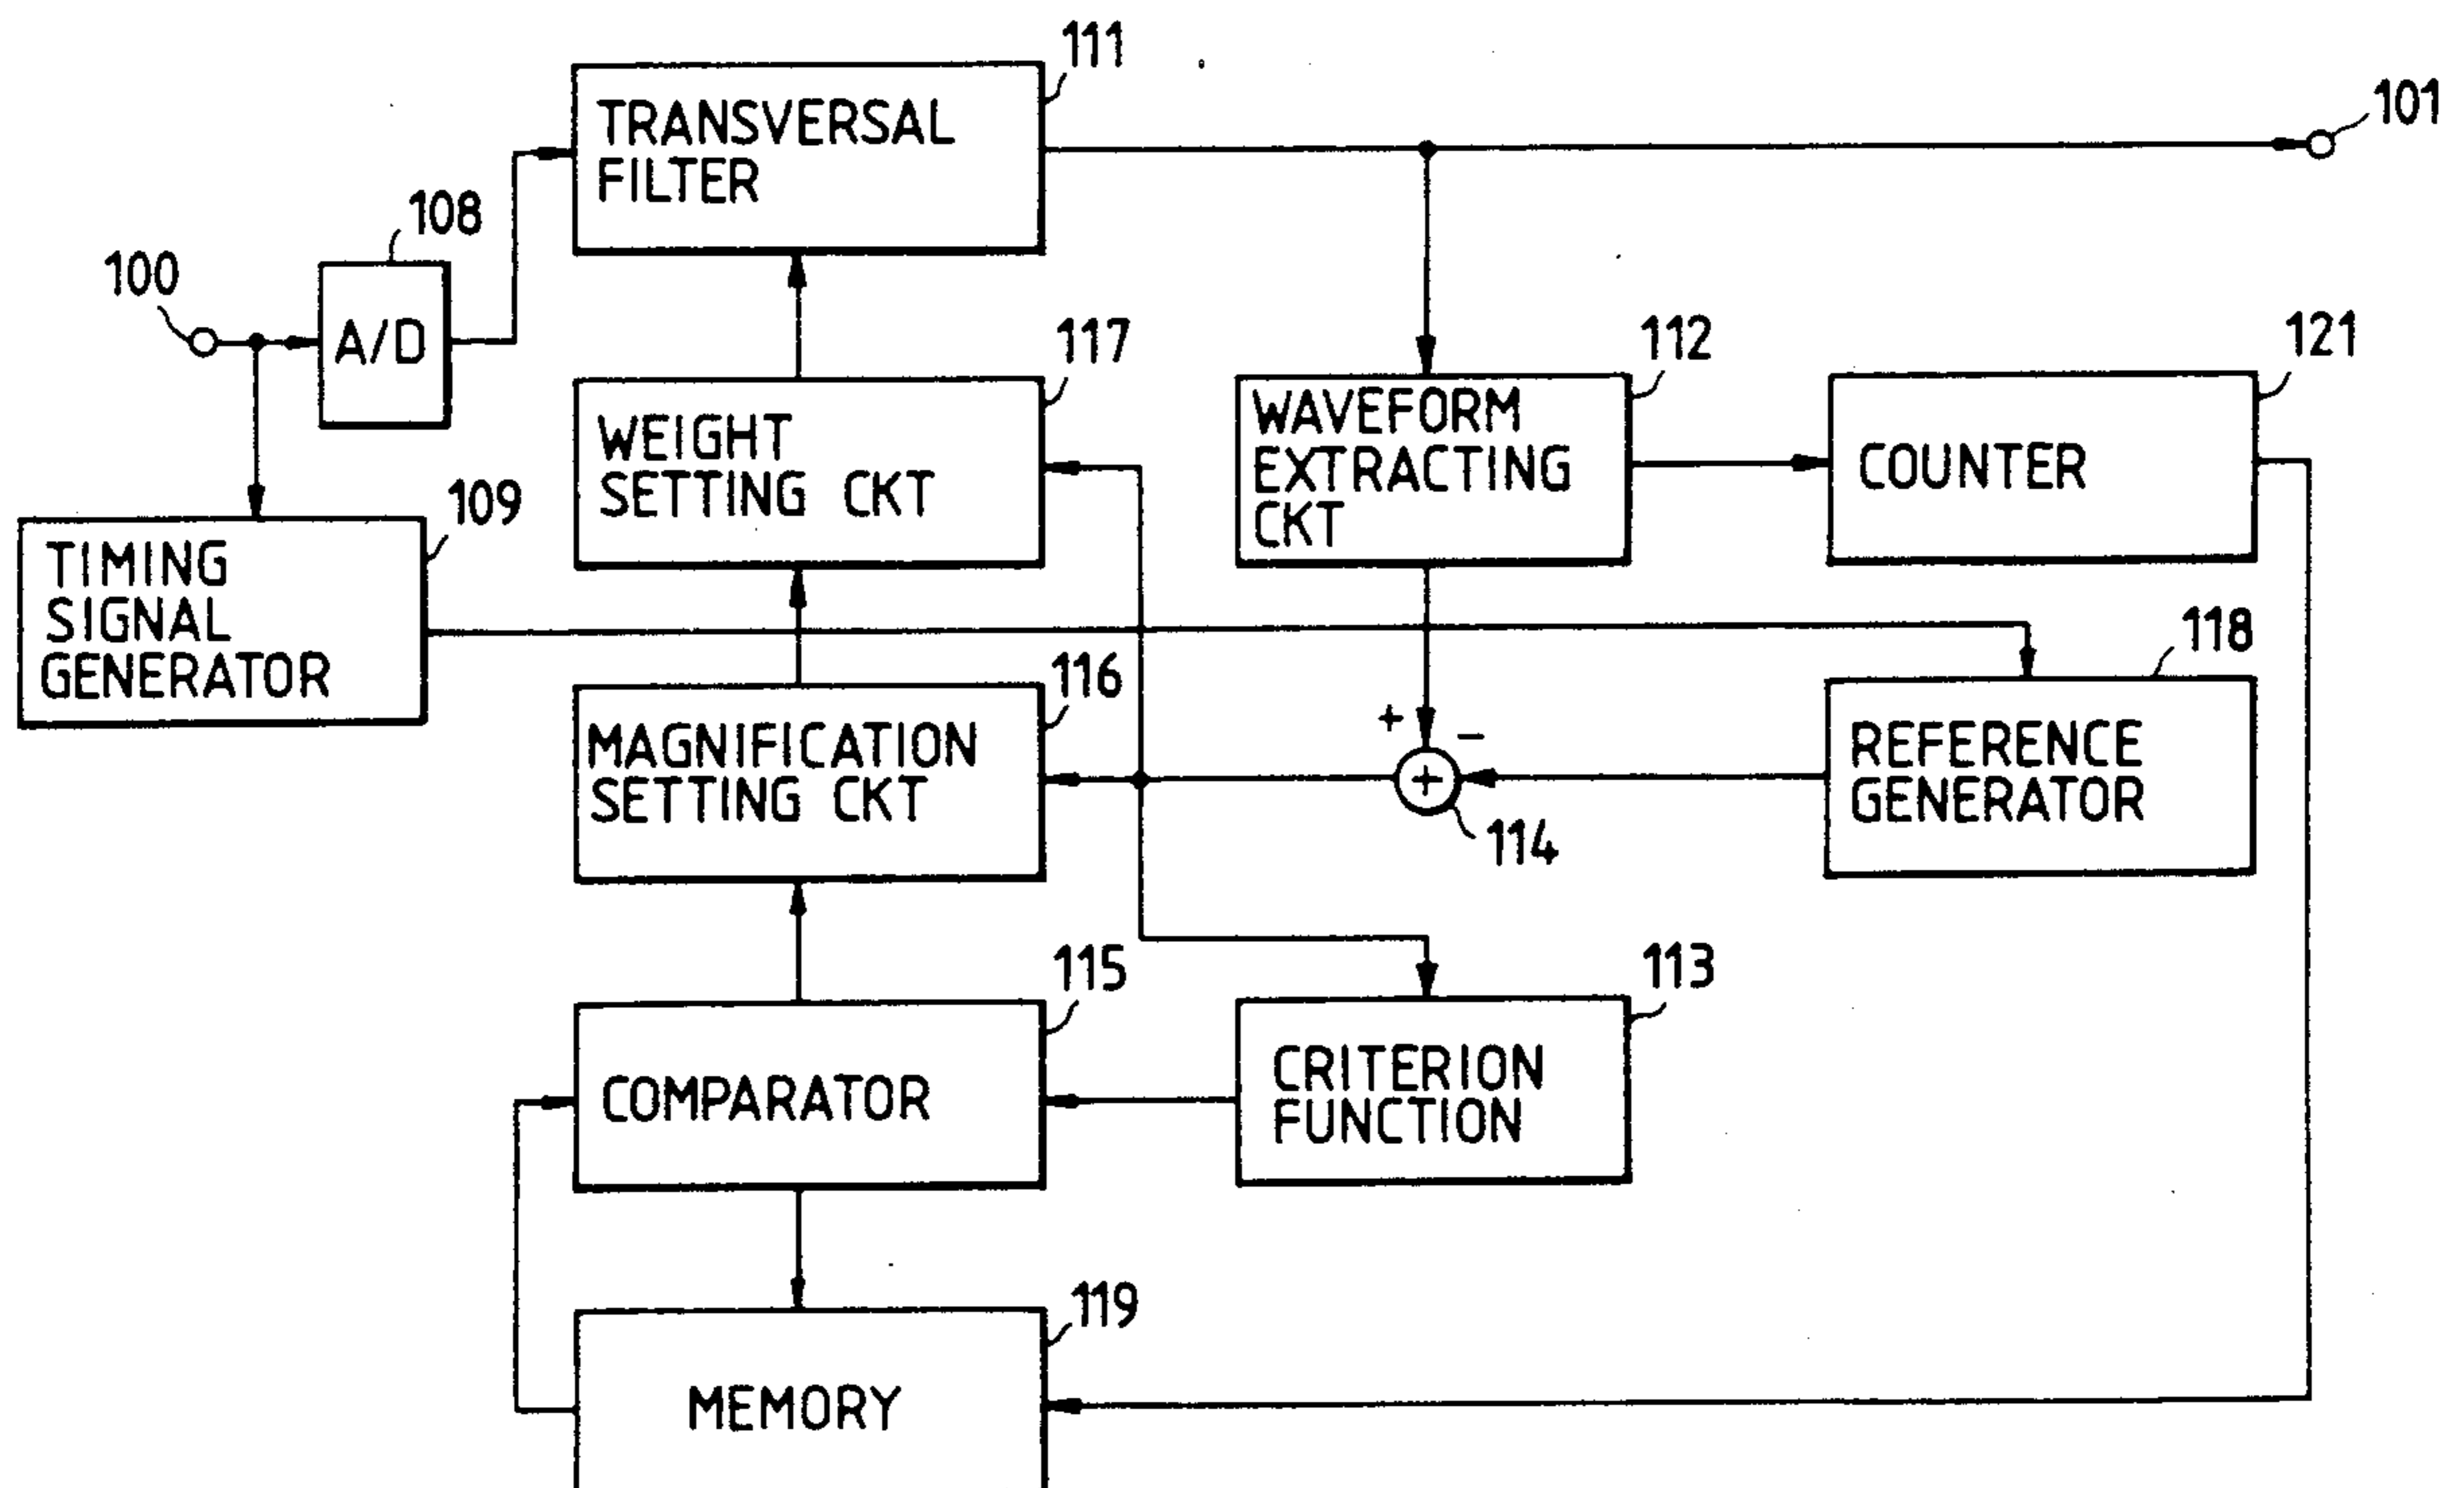 111
TRANSVERSAL
FILTER
101
108
100
A/D
117
WEIGHT
SETTING CKT
112
WAVEFORM
EXTRACTING
CKT
121
COUNTER
109
TIMING
SIGNAL
GENERATOR
118
REFERENCE
GENERATOR
116
MAGNIFICATION
SETTING CKT
+
−
+
114
115
COMPARATOR
113
CRITERION
FUNCTION
119
MEMORY